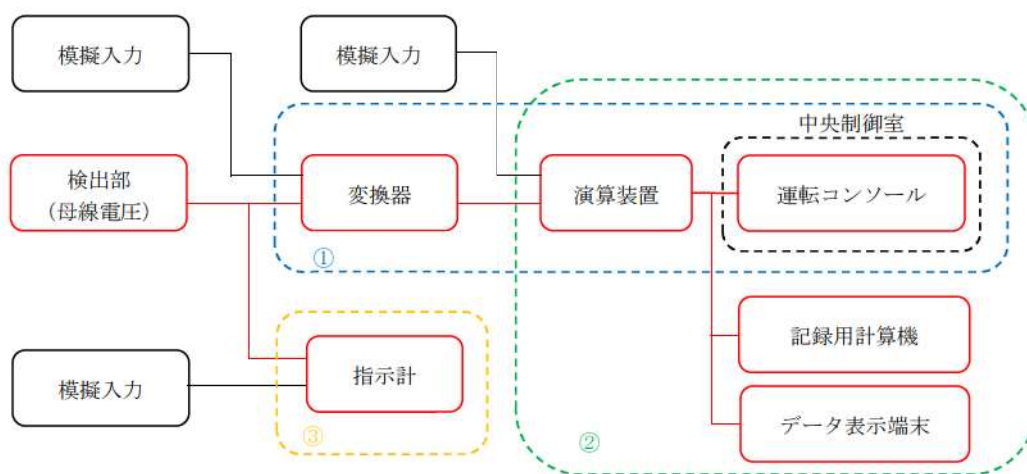 模擬入力
模擬入力
中央制御室
検出部
（母線電圧）
変換器
演算装置
運転コンソール
①
記録用計算機
指示計
模擬入力
データ表示端末
③
②